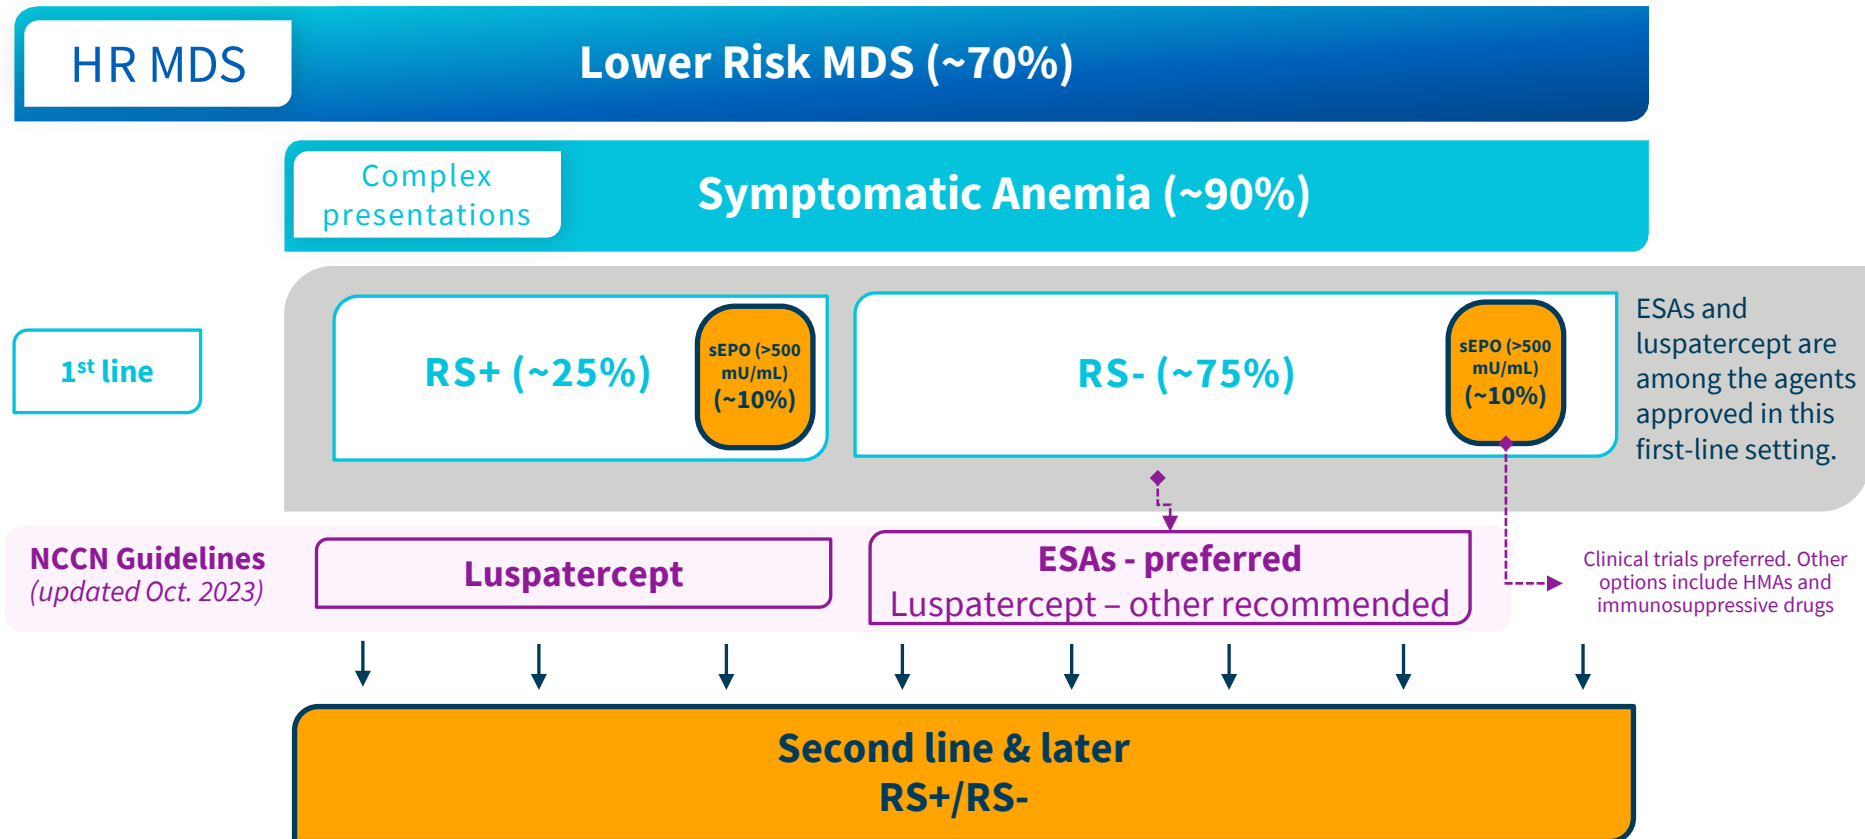 HR MDS
Lower Risk MDS (~70%)
Complex
presentations
Symptomatic Anemia (~90%)
1st line
RS+ (~25%)
sEPO (>500
mU/mL)
(~10%)
RS- (~75%)
sEPO (>500
mU/mL)
(~10%)
ESAs and
luspatercept are
among the agents
approved in this
first-line setting.
NCCN Guidelines
(updated Oct. 2023)
Luspatercept
ESAs - preferred
Luspatercept – other recommended
Clinical trials preferred. Other
options include HMAs and
immunosuppressive drugs
Second line & later
RS+/RS-